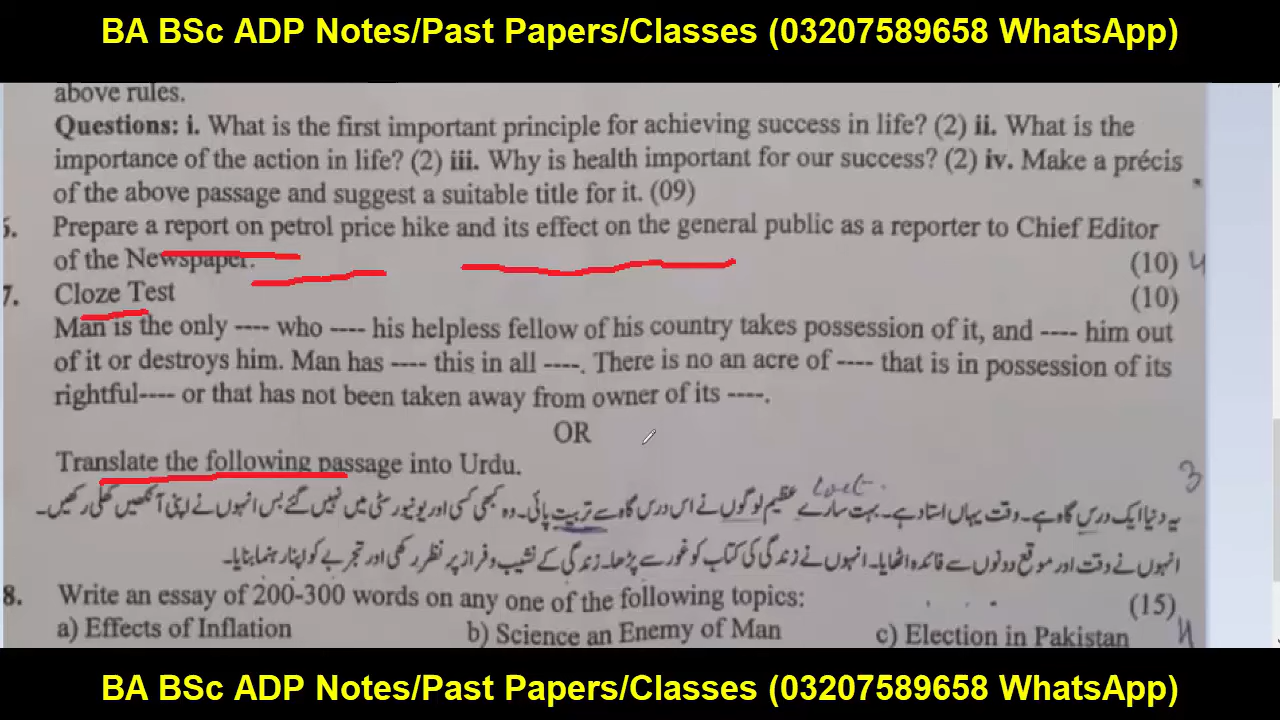 BA BSc ADP Notes/Past Papers/Classes (03207589658 WhatsApp)
above rules.
Questions: i. What is the first important principle for achieving success in life? (2) ii. What is the
importance of the action in life? (2) iii. Why is health important for our success? (2) iv. Make a précis
of the above passage and suggest a suitable title for it. (09)
Prepare a report on petrol price hike and its effect on the general public as a reporter to Chief Editor
of the Newspaper. (10)
7. Cloze Test (10)
Man is the only ---- who ---- his helpless fellow of his country takes possession of it, and ---- him out
of it or destroys him. Man has ---- this in all ----. There is no an acre of ---- that is in possession of its
rightful---- or that has not been taken away from owner of its ----.
OR
Translate the following passage into Urdu.
3
یہ دنیا ایک درس گاہ ہے۔ وقت یہاں استاد ہے۔ بہت سارے عظیم لوگوں نے اس درس گاہ سے تربیت پائی۔ وہ کبھی کسی اور یونیورسٹی میں نہیں گئے بس انہوں نے اپنی آنکھیں کھلی رکھیں۔
انہوں نے وقت اور موقع دونوں سے فائدہ اٹھایا۔ انہوں نے زندگی کی کتاب کو غور سے پڑھا۔ زندگی کے نشیب و فراز پر نظر رکھی اور تجربے کو اپنا رہنما بنایا۔
8. Write an essay of 200-300 words on any one of the following topics: (15)
a) Effects of Inflation b) Science an Enemy of Man c) Election in Pakistan
BA BSc ADP Notes/Past Papers/Classes (03207589658 WhatsApp)